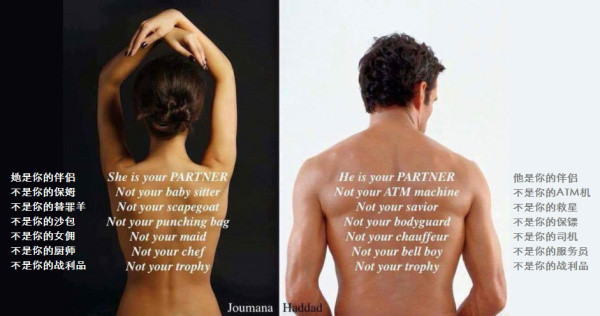 她是你的伴侣
不是你的保姆
不是你的替罪羊
不是你的沙包
不是你的女佣
不是你的厨师
不是你的战利品
She is your PARTNER
Not your baby sitter
Not your scapegoat
Not your punching bag
Not your maid
Not your chef
Not your trophy
He is your PARTNER
Not your ATM machine
Not your savior
Not your bodyguard
Not your chauffeur
Not your bell boy
Not your trophy
他是你的伴侣
不是你的ATM机
不是你的救星
不是你的保镖
不是你的司机
不是你的服务员
不是你的战利品
Joumana Haddad